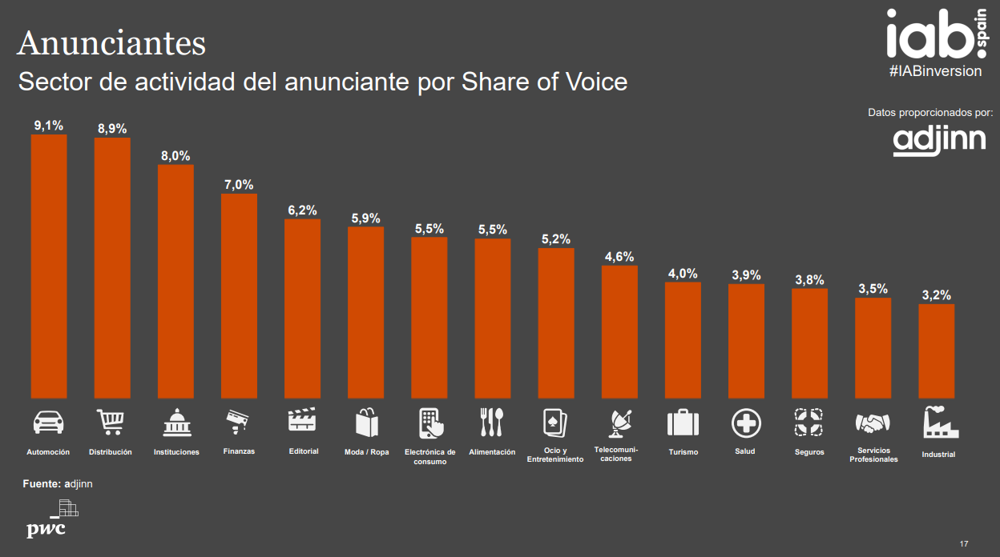 Anunciantes
Sector de actividad del anunciante por Share of Voice
iab.spain
#IABinversion
Datos proporcionados por:
adjinn
9,1%
8,9%
8,0%
7,0%
6,2%
5,9%
5,5%
5,5%
5,2%
4,6%
4,0%
3,9%
3,8%
3,5%
3,2%
Automoción
Distribución
Instituciones
Finanzas
Editorial
Moda / Ropa
Electrónica de
consumo
Alimentación
Ocio y
Entretenimiento
Telecomuni-
caciones
Turismo
Salud
Seguros
Servicios
Profesionales
Industrial
Fuente: adjinn
pwc
17